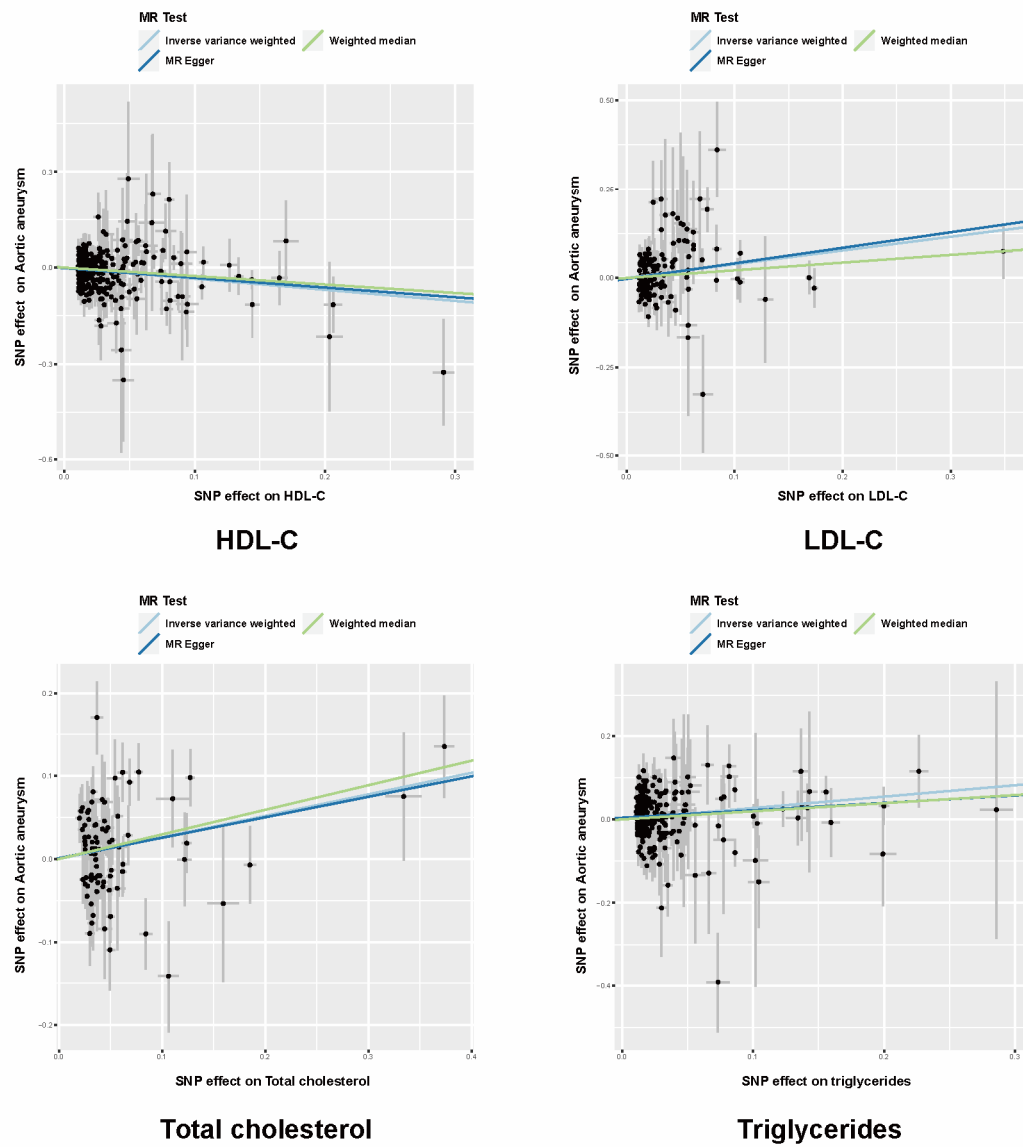 MR Test
Inverse variance weighted
Weighted median
MR Egger
SNP effect on Aortic aneurysm
0.3
0.0
−0.3
−0.6
0.0
0.1
0.2
0.3
SNP effect on HDL-C
HDL-C
MR Test
Inverse variance weighted
Weighted median
MR Egger
SNP effect on Aortic aneurysm
0.50
0.26
0.00
−0.25
−0.50
0.0
0.1
0.2
0.3
SNP effect on LDL-C
LDL-C
MR Test
Inverse variance weighted
Weighted median
MR Egger
SNP effect on Aortic aneurysm
0.2
0.1
0.0
−0.1
−0.2
0.0
0.1
0.2
0.3
0.4
SNP effect on Total cholesterol
Total cholesterol
MR Test
Inverse variance weighted
Weighted median
MR Egger
SNP effect on Aortic aneurysm
0.2
0.0
−0.2
−0.4
0.0
0.1
0.2
0.3
SNP effect on triglycerides
Triglycerides